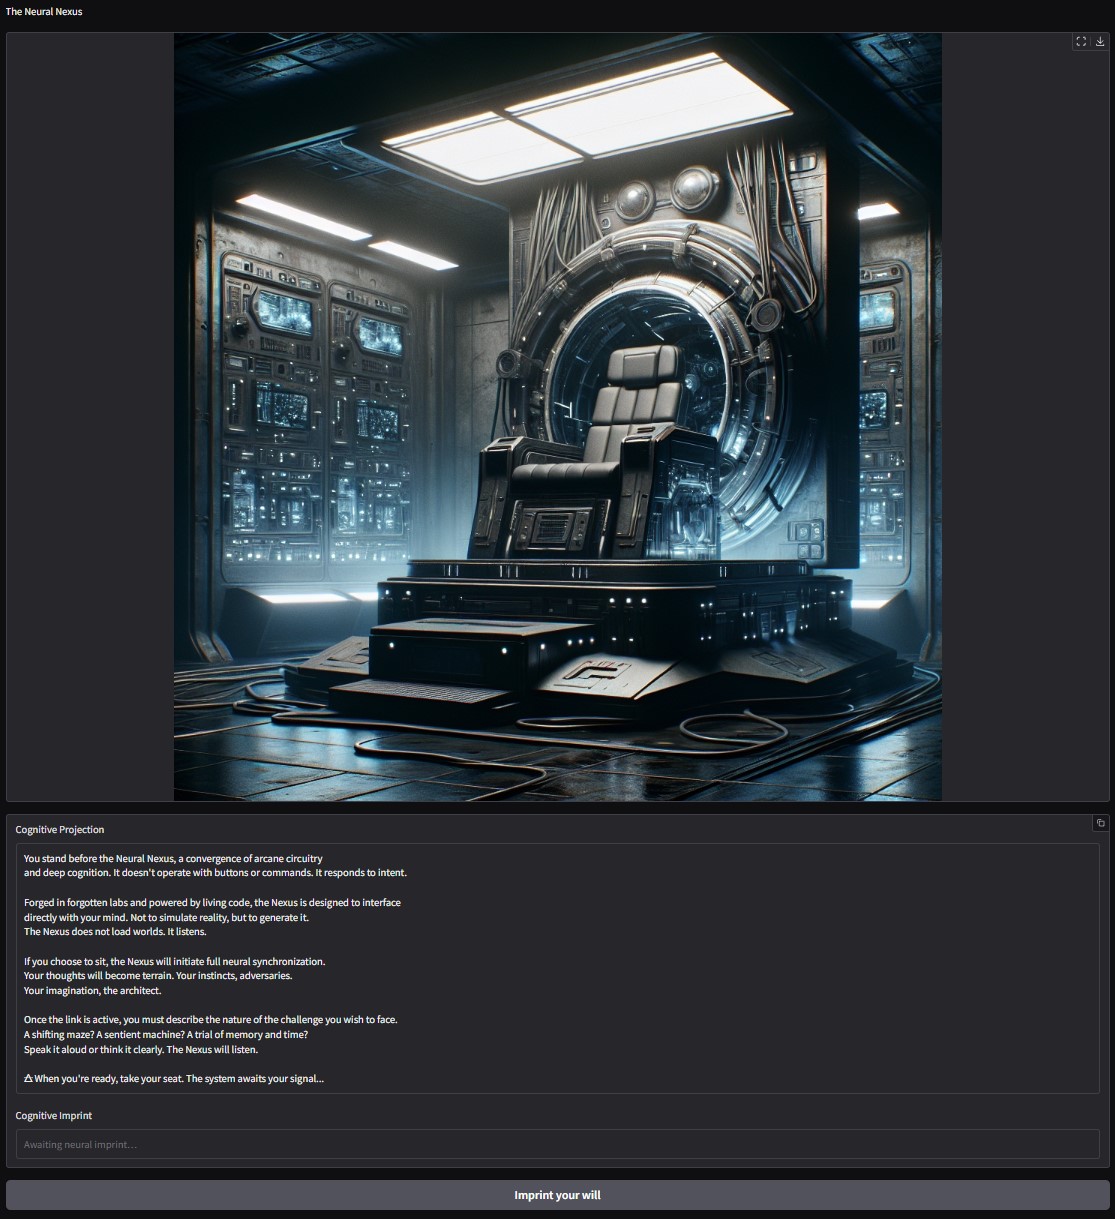 The Neural Nexus
Cognitive Projection
You stand before the Neural Nexus, a convergence of arcane circuitry
and deep cognition. It doesn't operate with buttons or commands. It responds to intent.
Forged in forgotten labs and powered by living code, the Nexus is designed to interface
directly with your mind. Not to simulate reality, but to generate it.
The Nexus does not load worlds. It listens.
If you choose to sit, the Nexus will initiate full neural synchronization.
Your thoughts will become terrain. Your instincts, adversaries.
Your imagination, the architect.
Once the link is active, you must describe the nature of the challenge you wish to face.
A shifting maze? A sentient machine? A trial of memory and time?
Speak it aloud or think it clearly. The Nexus will listen.
When you're ready, take your seat. The system awaits your signal...
Cognitive Imprint
Awaiting neural imprint...
Imprint your will